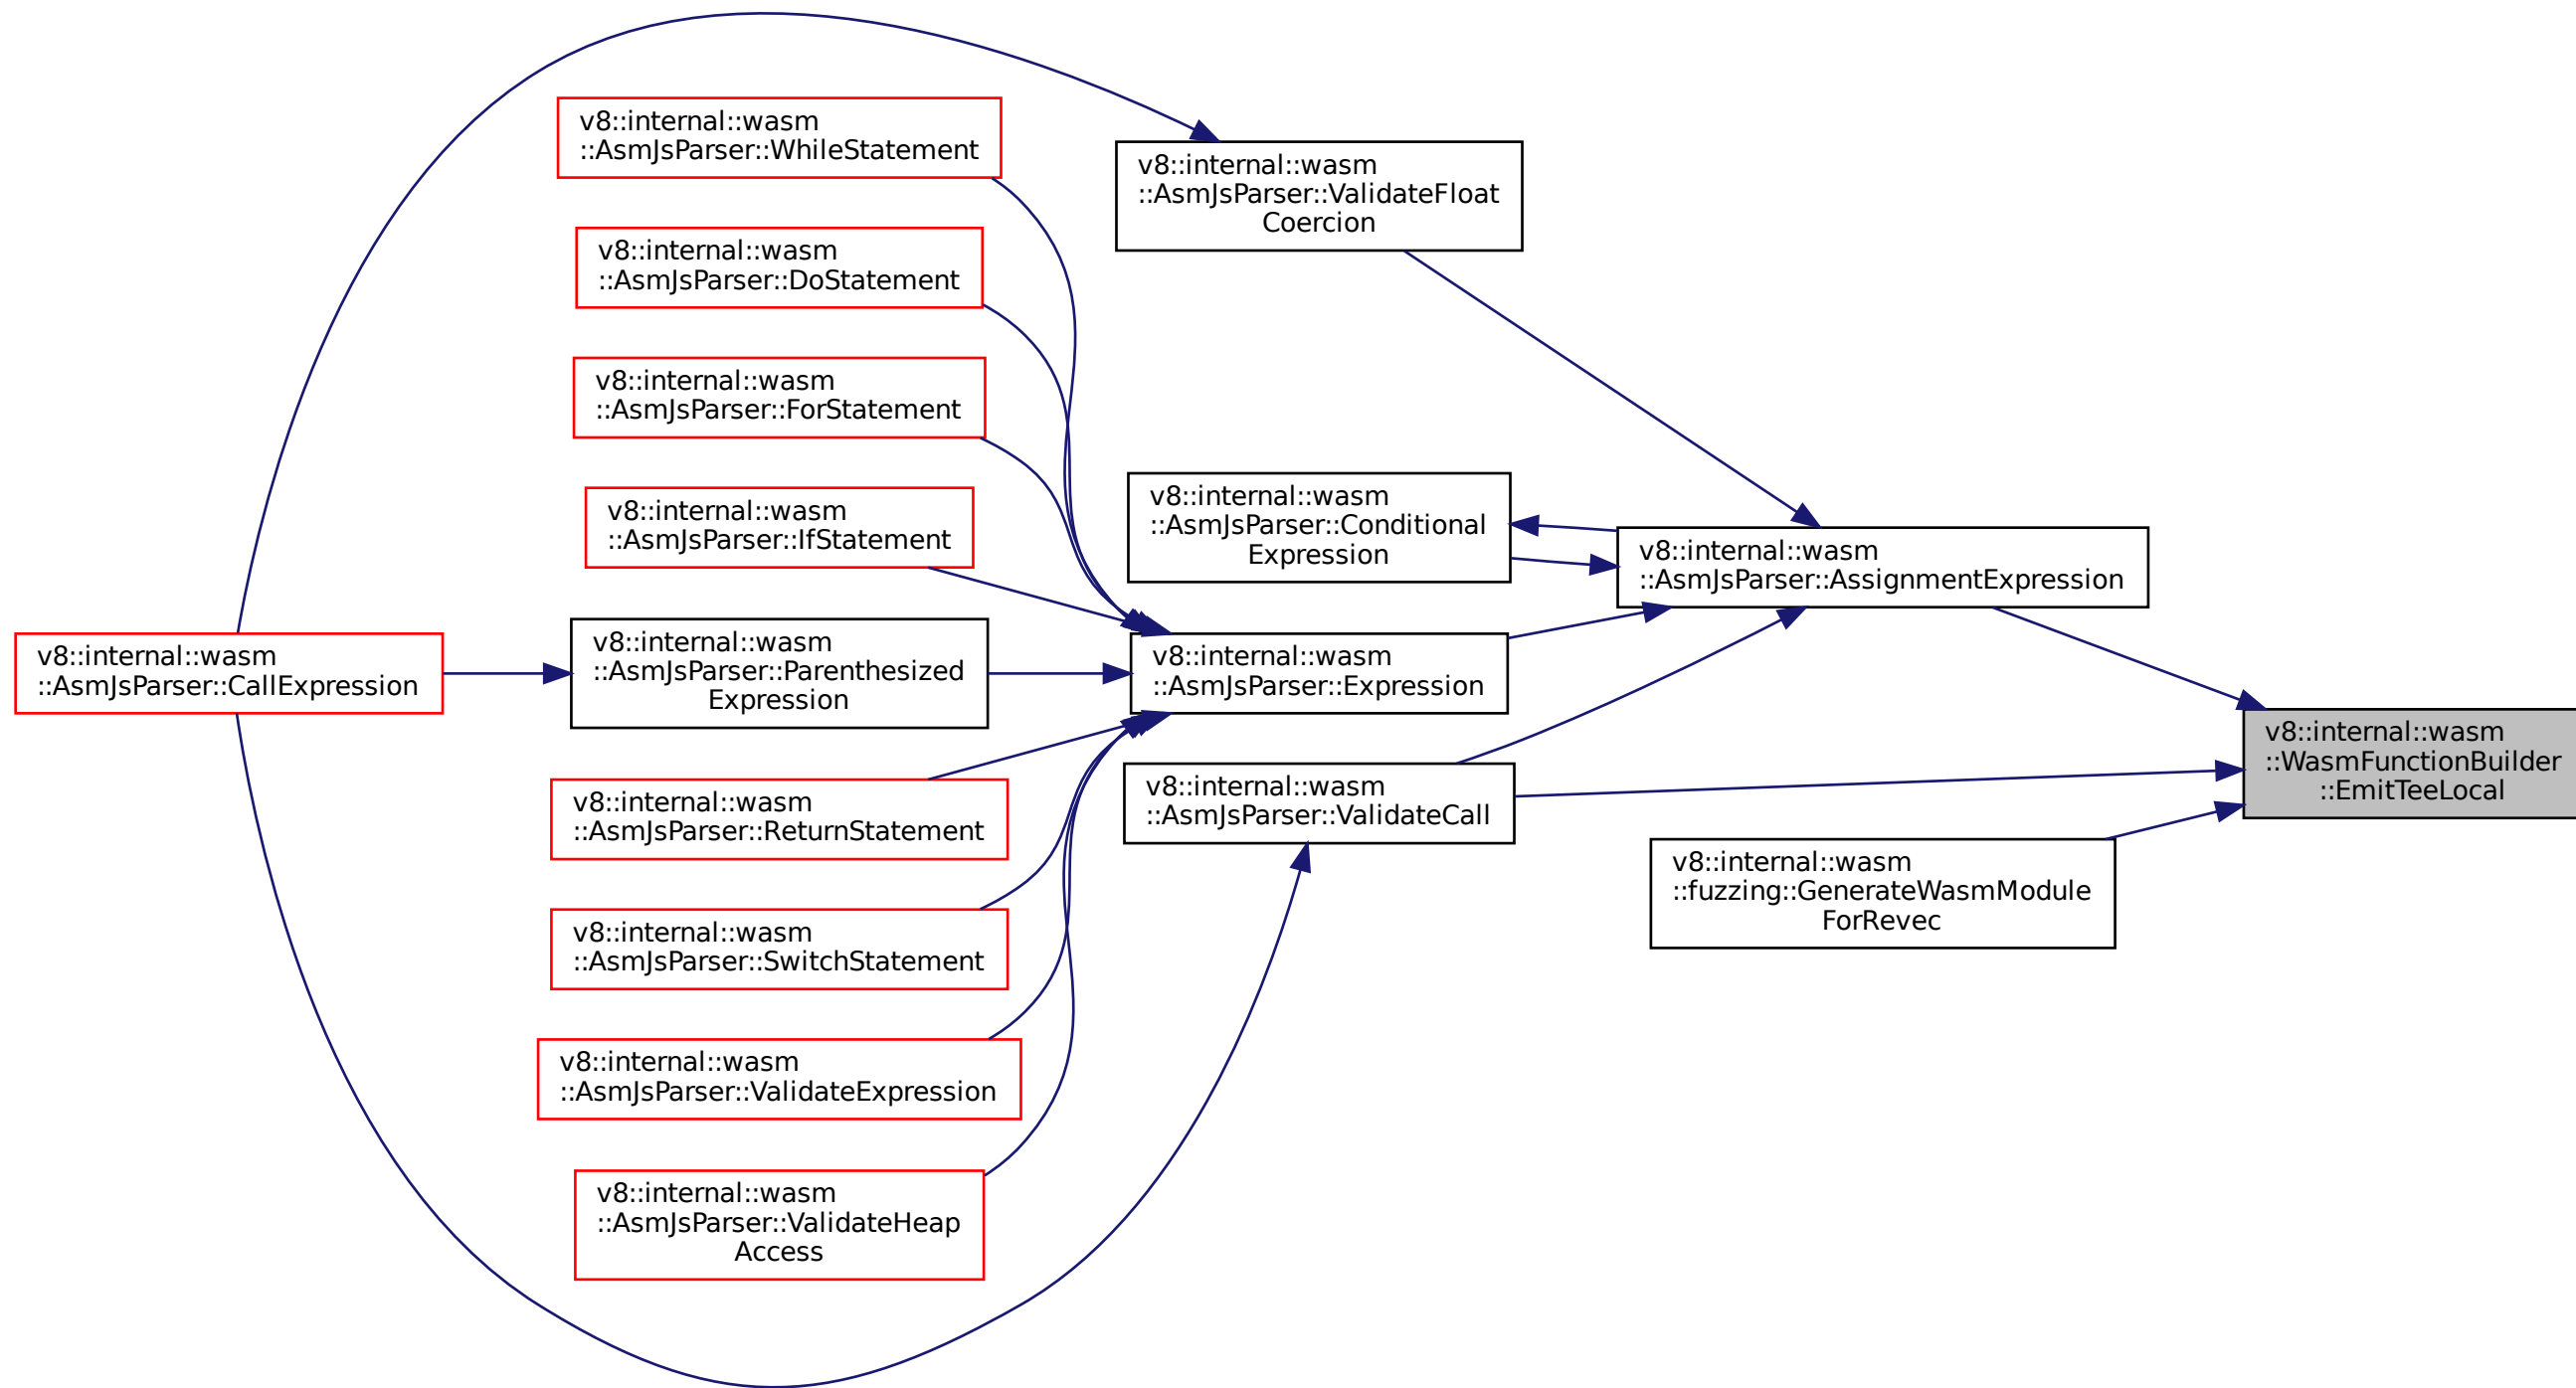 v8::internal::wasm
::AsmJsParser::WhileStatement
v8::internal::wasm
::AsmJsParser::DoStatement
v8::internal::wasm
::AsmJsParser::ForStatement
v8::internal::wasm
::AsmJsParser::IfStatement
v8::internal::wasm
::AsmJsParser::CallExpression
v8::internal::wasm
::AsmJsParser::Parenthesized
Expression
v8::internal::wasm
::AsmJsParser::ReturnStatement
v8::internal::wasm
::AsmJsParser::SwitchStatement
v8::internal::wasm
::AsmJsParser::ValidateExpression
v8::internal::wasm
::AsmJsParser::ValidateHeap
Access
v8::internal::wasm
::AsmJsParser::ValidateFloat
Coercion
v8::internal::wasm
::AsmJsParser::Conditional
Expression
v8::internal::wasm
::AsmJsParser::Expression
v8::internal::wasm
::AsmJsParser::ValidateCall
v8::internal::wasm
::AsmJsParser::AssignmentExpression
v8::internal::wasm
::fuzzing::GenerateWasmModule
ForRevec
v8::internal::wasm
::WasmFunctionBuilder
::EmitTeeLocal